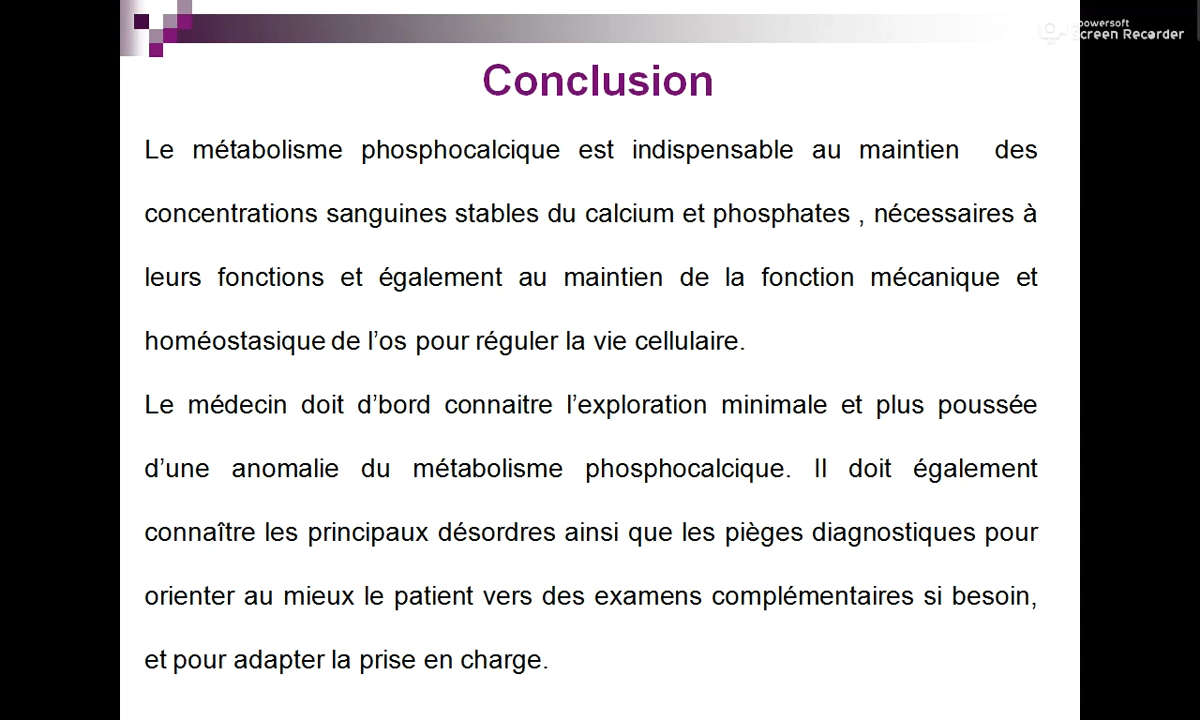 powersoft
Screen Recorder
Conclusion
Le métabolisme phosphocalcique est indispensable au maintien des
concentrations sanguines stables du calcium et phosphates , nécessaires à
leurs fonctions et également au maintien de la fonction mécanique et
homéostasique de l’os pour réguler la vie cellulaire.
Le médecin doit d’bord connaitre l’exploration minimale et plus poussée
d’une anomalie du métabolisme phosphocalcique. Il doit également
connaître les principaux désordres ainsi que les pièges diagnostiques pour
orienter au mieux le patient vers des examens complémentaires si besoin,
et pour adapter la prise en charge.